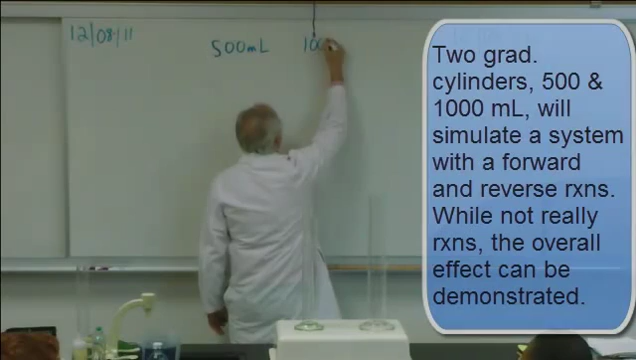 12/08/11
500mL
100
Two grad.
cylinders, 500 &
1000 mL, will
simulate a system
with a forward
and reverse rxns.
While not really
rxns, the overall
effect can be
demonstrated.